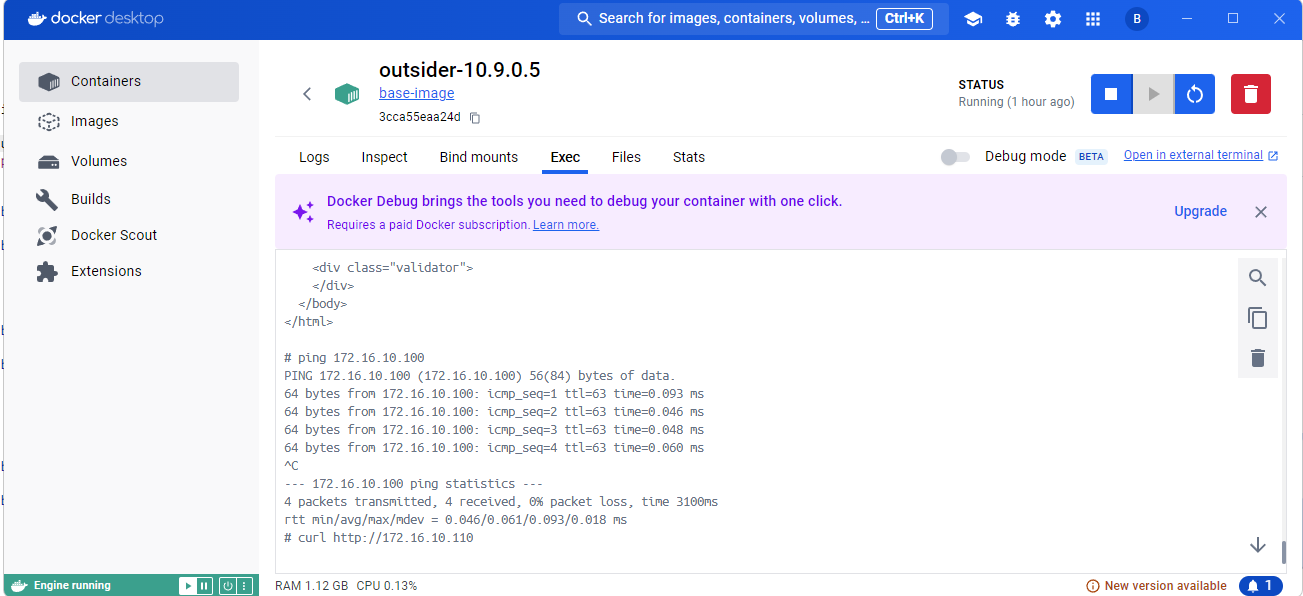 docker desktop
Search for images, containers, volumes, ... Ctrl+K
B
Containers
Images
Volumes
Builds
Docker Scout
Extensions
outsider-10.9.0.5
base-image
3cca55eaa24d
STATUS
Running (1 hour ago)
Logs Inspect Bind mounts Exec Files Stats
Debug mode BETA Open in external terminal
Docker Debug brings the tools you need to debug your container with one click.
Requires a paid Docker subscription. Learn more.
Upgrade
    <div class="validator">
    </div>
  </body>
</html>
# ping 172.16.10.100
PING 172.16.10.100 (172.16.10.100) 56(84) bytes of data.
64 bytes from 172.16.10.100: icmp_seq=1 ttl=63 time=0.093 ms
64 bytes from 172.16.10.100: icmp_seq=2 ttl=63 time=0.046 ms
64 bytes from 172.16.10.100: icmp_seq=3 ttl=63 time=0.048 ms
64 bytes from 172.16.10.100: icmp_seq=4 ttl=63 time=0.060 ms
^C
--- 172.16.10.100 ping statistics ---
4 packets transmitted, 4 received, 0% packet loss, time 3100ms
rtt min/avg/max/mdev = 0.046/0.061/0.093/0.018 ms
# curl http://172.16.10.110
Engine running
RAM 1.12 GB CPU 0.13%
New version available
1